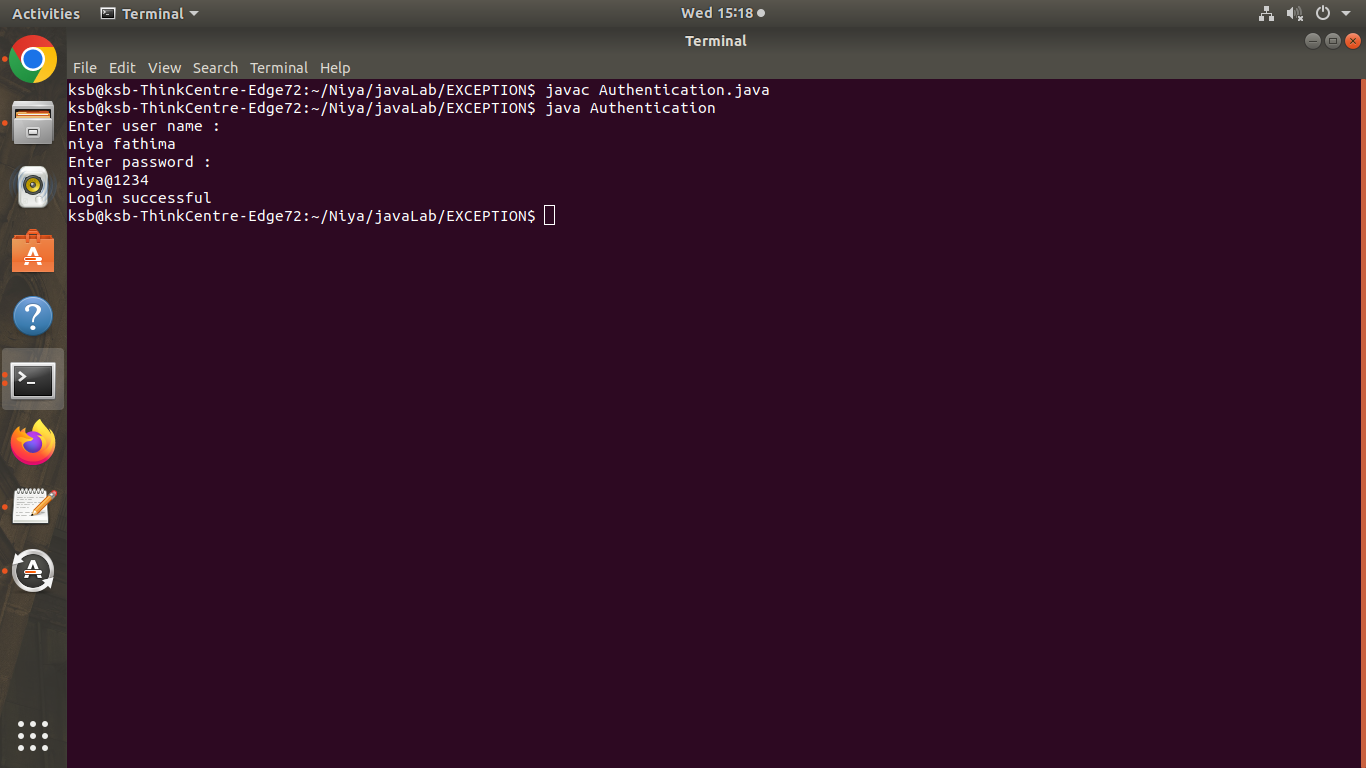 Activities Terminal Wed 15:18
Terminal
File Edit View Search Terminal Help
ksb@ksb-ThinkCentre-Edge72:~/Niya/javaLab/EXCEPTION$ javac Authentication.java
ksb@ksb-ThinkCentre-Edge72:~/Niya/javaLab/EXCEPTION$ java Authentication
Enter user name :
niya fathima
Enter password :
niya@1234
Login successful
ksb@ksb-ThinkCentre-Edge72:~/Niya/javaLab/EXCEPTION$